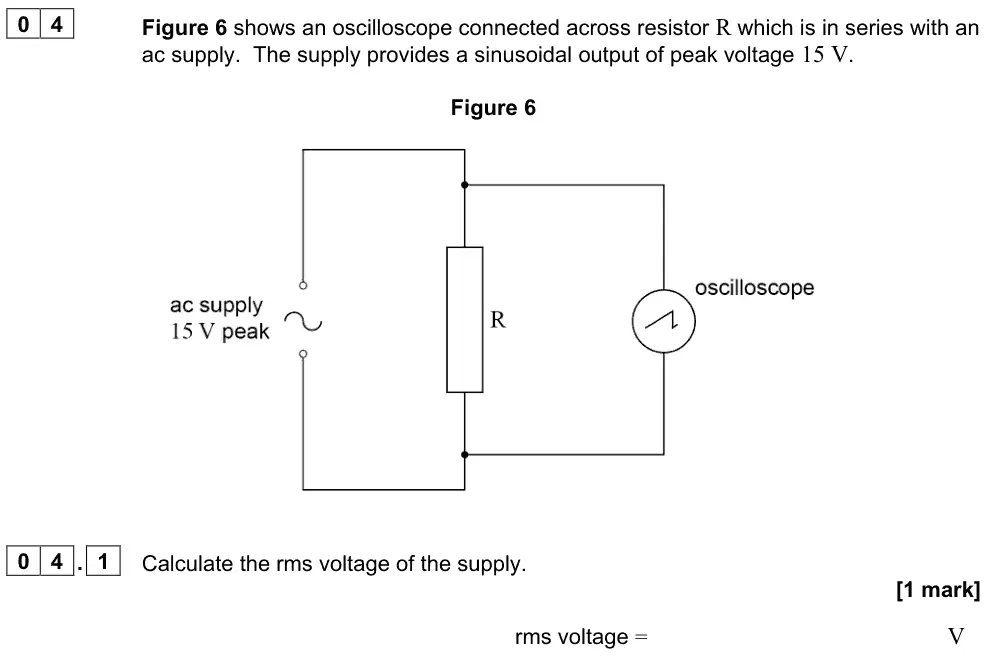 0 4
Figure 6 shows an oscilloscope connected across resistor R which is in series with an
ac supply. The supply provides a sinusoidal output of peak voltage 15 V.
Figure 6
oscilloscope
ac supply
15 V peak
R
0 4 . 1 Calculate the rms voltage of the supply.
[1 mark]
rms voltage = V